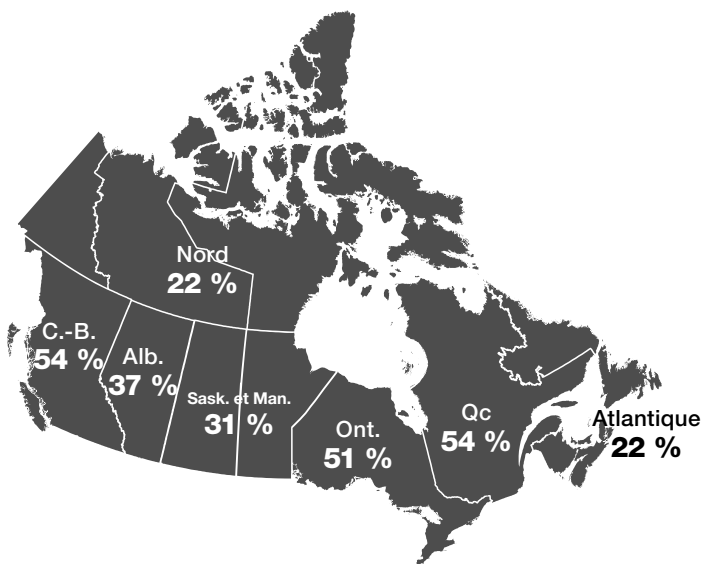 Nord
22 %
C.-B.
54 %
Alb.
37 %
Sask. et Man.
31 %
Ont.
51 %
Qc
54 %
Atlantique
22 %